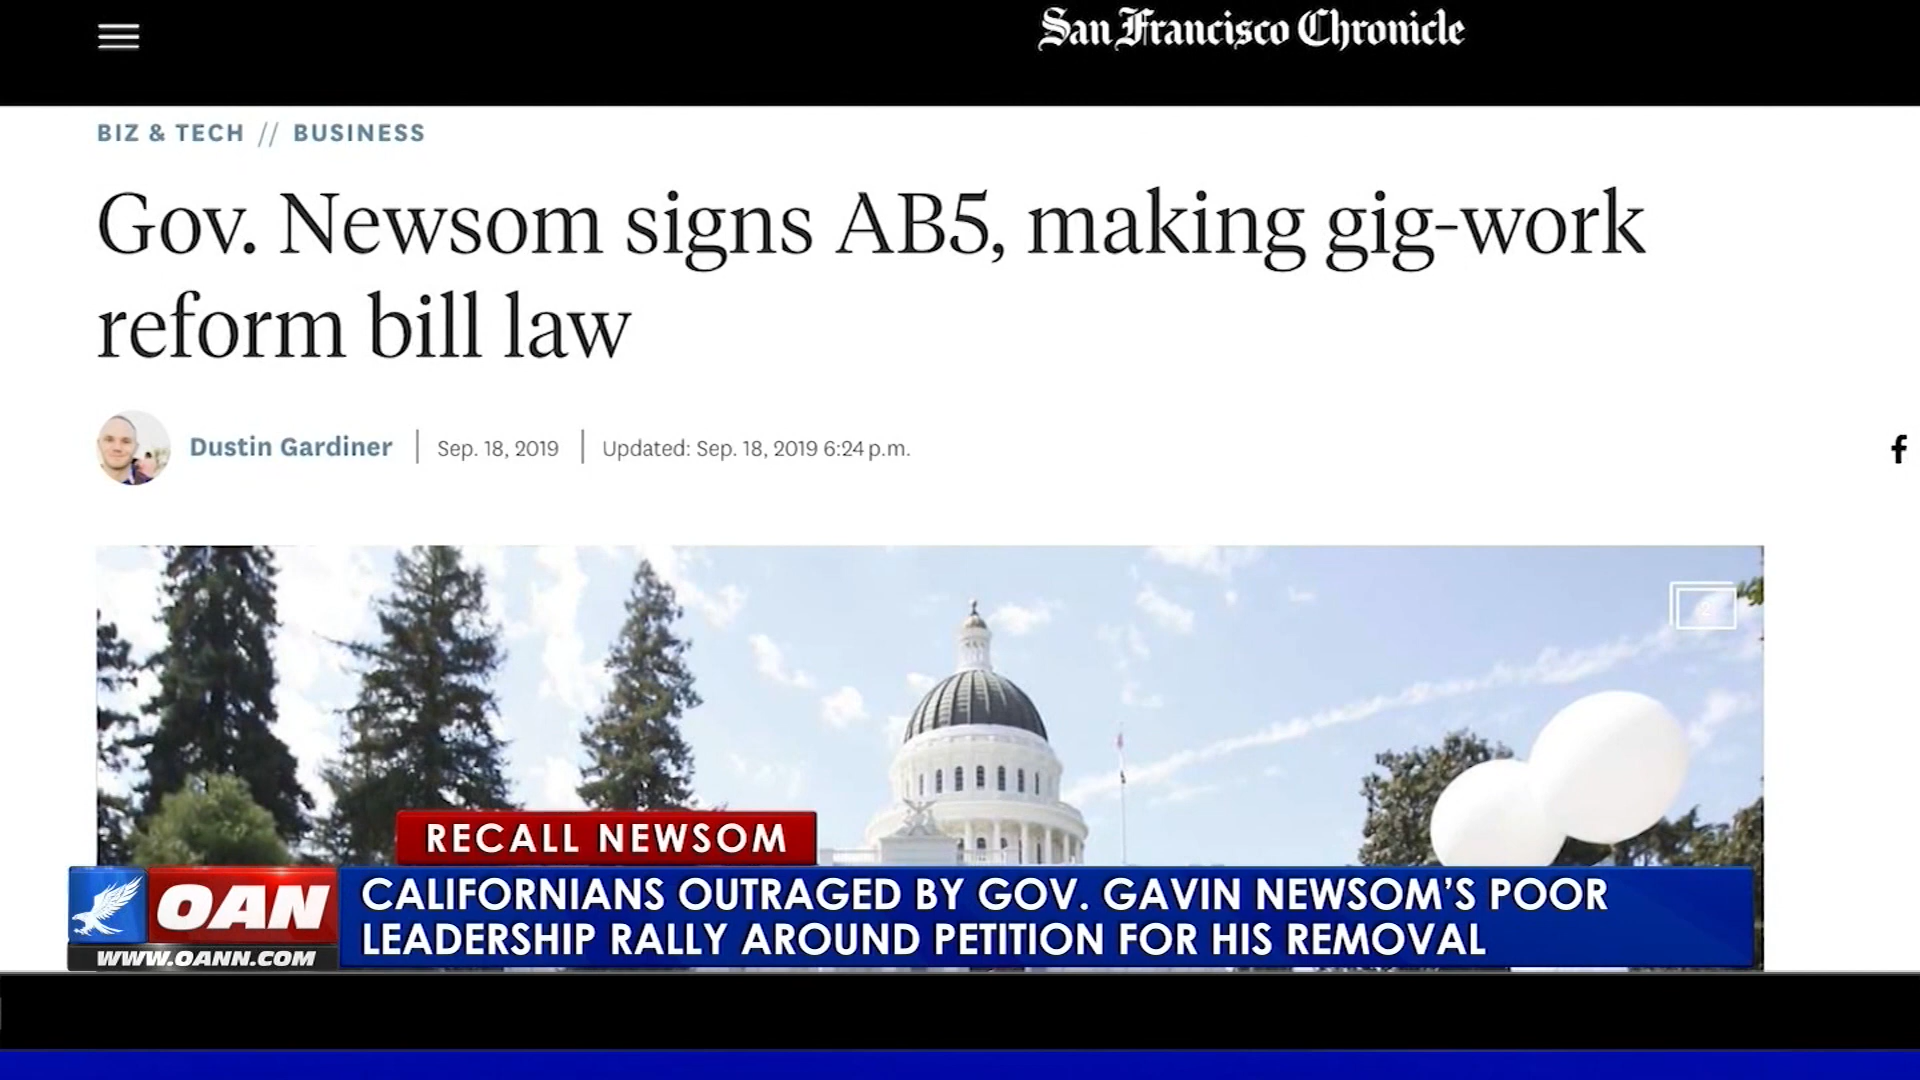 San Francisco Chronicle
BIZ & TECH // BUSINESS
Gov. Newsom signs AB5, making gig-work
reform bill law
Dustin Gardiner | Sep. 18, 2019 | Updated: Sep. 18, 2019 6:24 p.m.
f
2
RECALL NEWSOM
OAN
WWW.OANN.COM
CALIFORNIANS OUTRAGED BY GOV. GAVIN NEWSOM'S POOR
LEADERSHIP RALLY AROUND PETITION FOR HIS REMOVAL